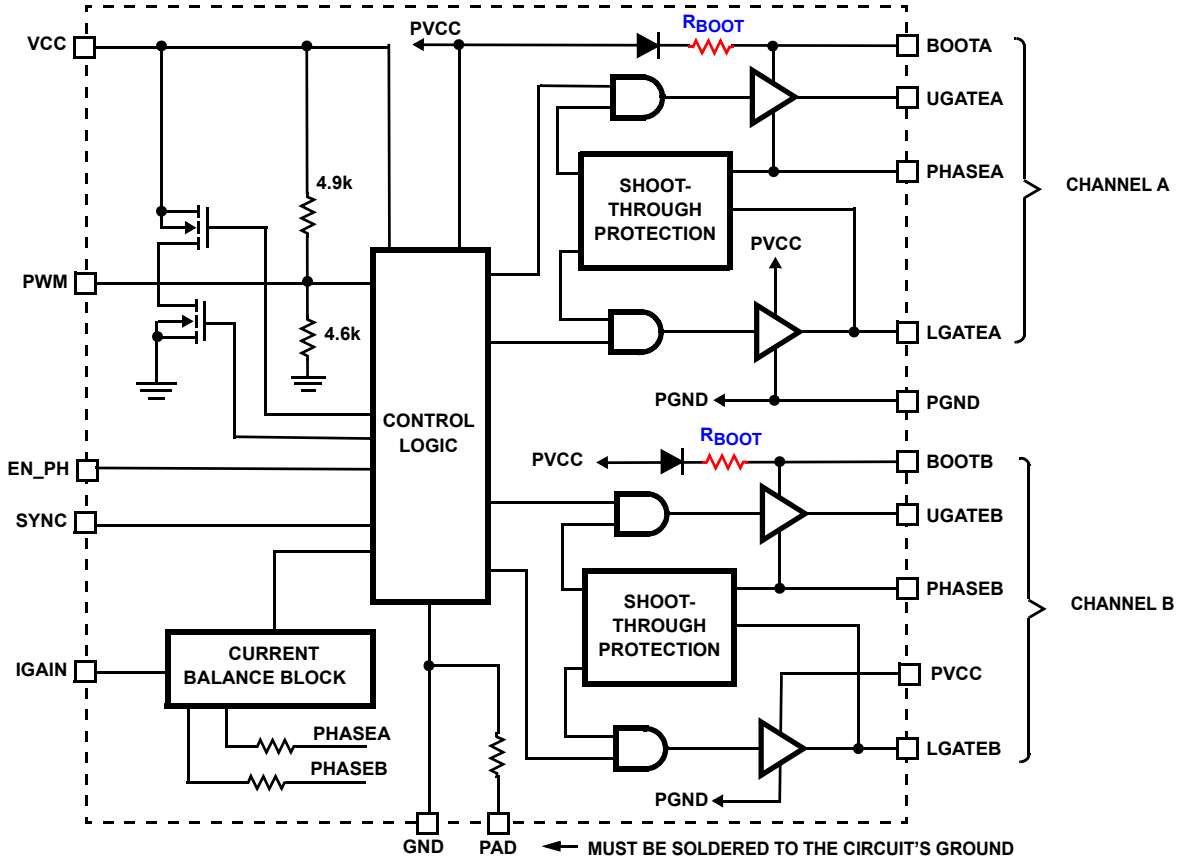 VCC
PVCC
RBOOT
BOOTA
UGATEA
4.9k
SHOOT-
THROUGH
PROTECTION
PHASEA
CHANNEL A
PVCC
PWM
4.6k
LGATEA
CONTROL
LOGIC
PGND
PGND
RBOOT
PVCC
BOOTB
EN_PH
SYNC
UGATEB
SHOOT-
THROUGH
PROTECTION
PHASEB
CHANNEL B
CURRENT
BALANCE BLOCK
IGAIN
PVCC
PHASEA
LGATEB
PHASEB
PGND
GND
PAD
MUST BE SOLDERED TO THE CIRCUIT'S GROUND